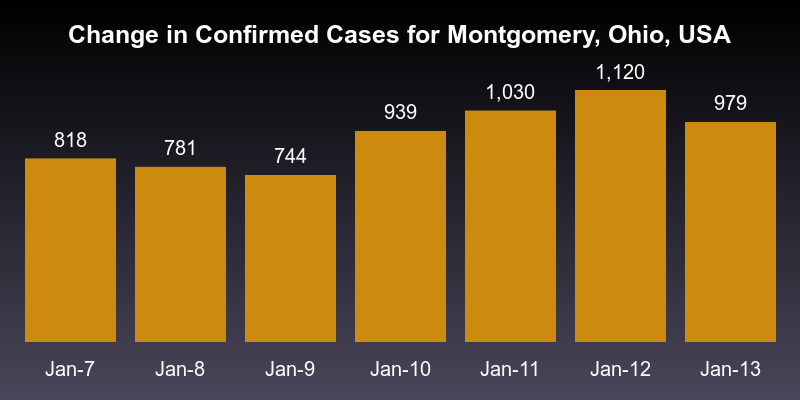 Change in Confirmed Cases for Montgomery, Ohio, USA
818
781
744
939
1,030
1,120
979
Jan-7
Jan-8
Jan-9
Jan-10
Jan-11
Jan-12
Jan-13